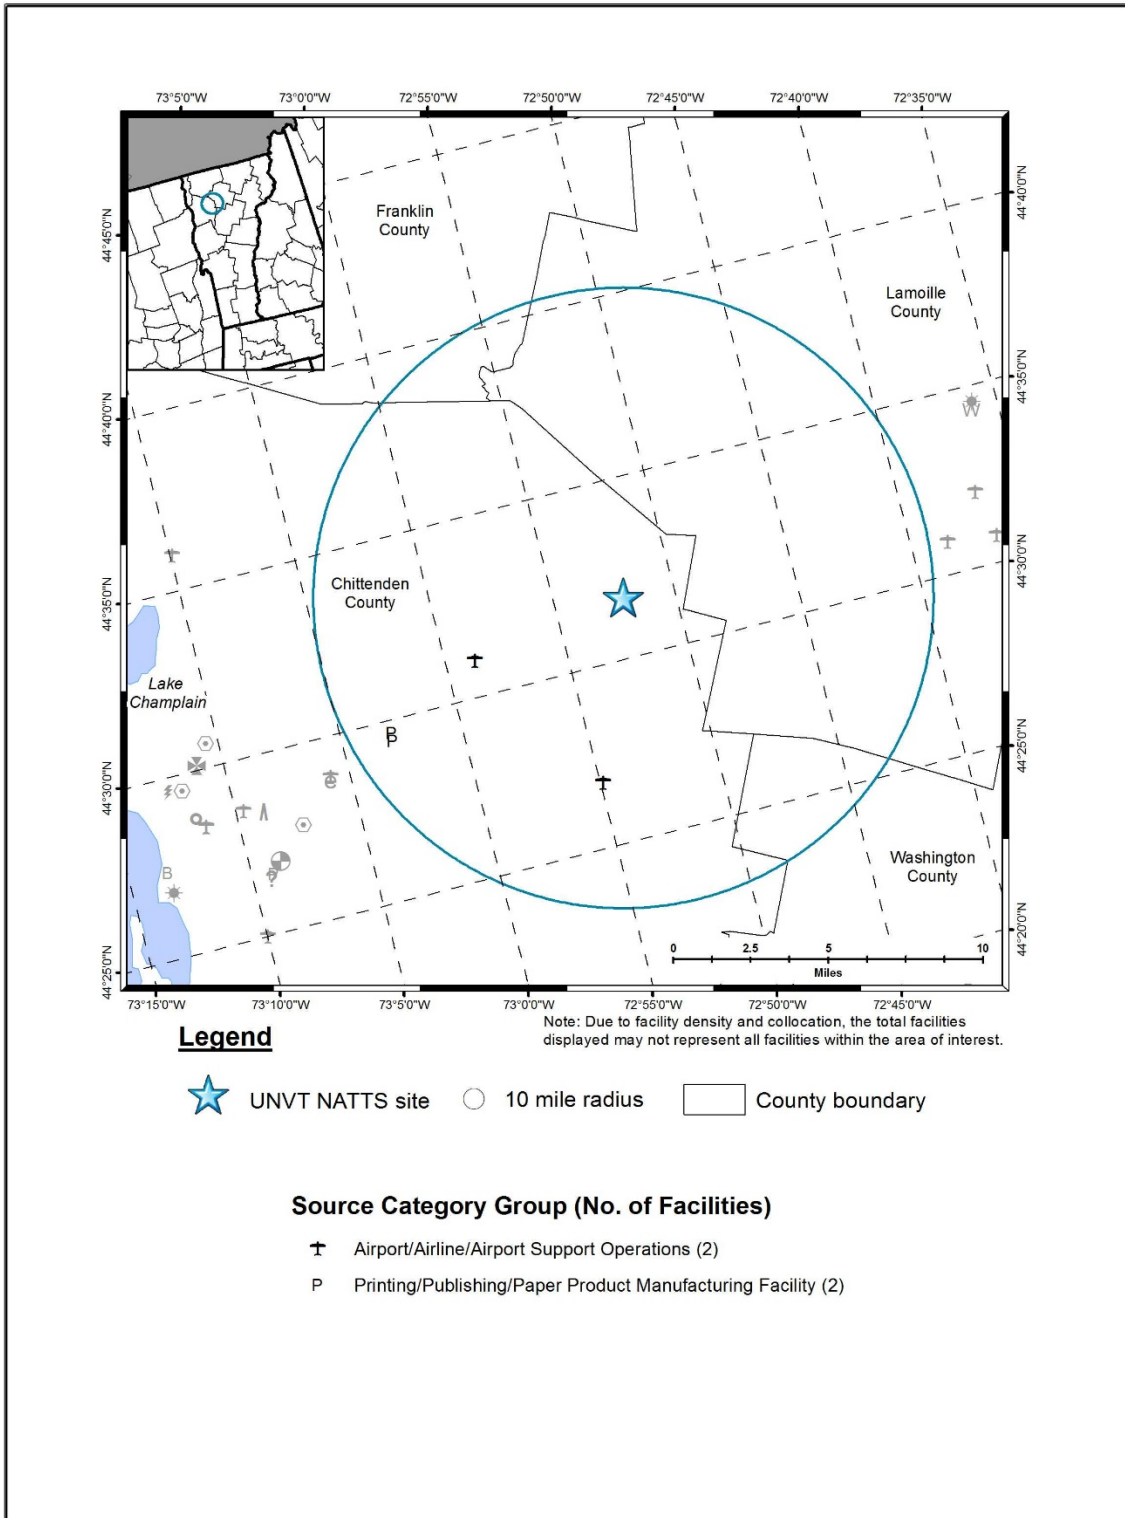 73°5'0"W 73°0'0"W 72°55'0"W 72°50'0"W 72°45'0"W 72°40'0"W 72°35'0"W
44°45'0"N
44°40'0"N
44°35'0"N
44°30'0"N
44°25'0"N
44°40'0"N
44°35'0"N
44°30'0"N
44°25'0"N
44°20'0"N
Franklin
County
Lamoille
County
W
Chittenden
County
Lake
Champlain
P
P
e
B
?
Washington
County
0 2.5 5 10
Miles
73°15'0"W 73°10'0"W 73°5'0"W 73°0'0"W 72°55'0"W 72°50'0"W 72°45'0"W
Legend
Note: Due to facility density and collocation, the total facilities
displayed may not represent all facilities within the area of interest.
UNVT NATTS site 10 mile radius County boundary
Source Category Group (No. of Facilities)
Airport/Airline/Airport Support Operations (2)
P Printing/Publishing/Paper Product Manufacturing Facility (2)